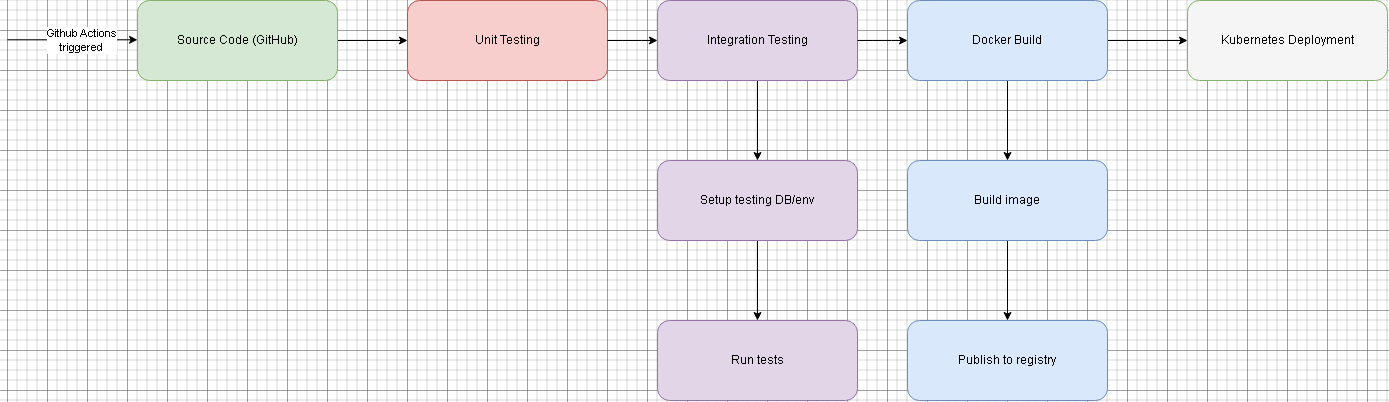 Github Actions
triggered
Source Code (GitHub)
Unit Testing
Integration Testing
Docker Build
Kubernetes Deployment
Setup testing DB/env
Build image
Run tests
Publish to registry